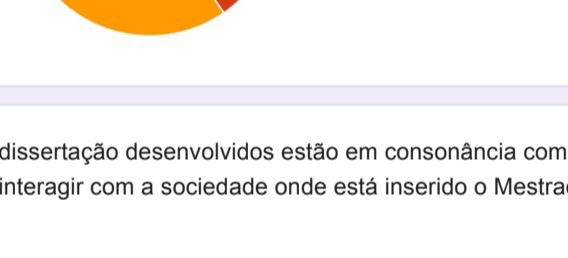 dissertação desenvolvidos estão em consonância com
interagir com a sociedade onde está inserido o